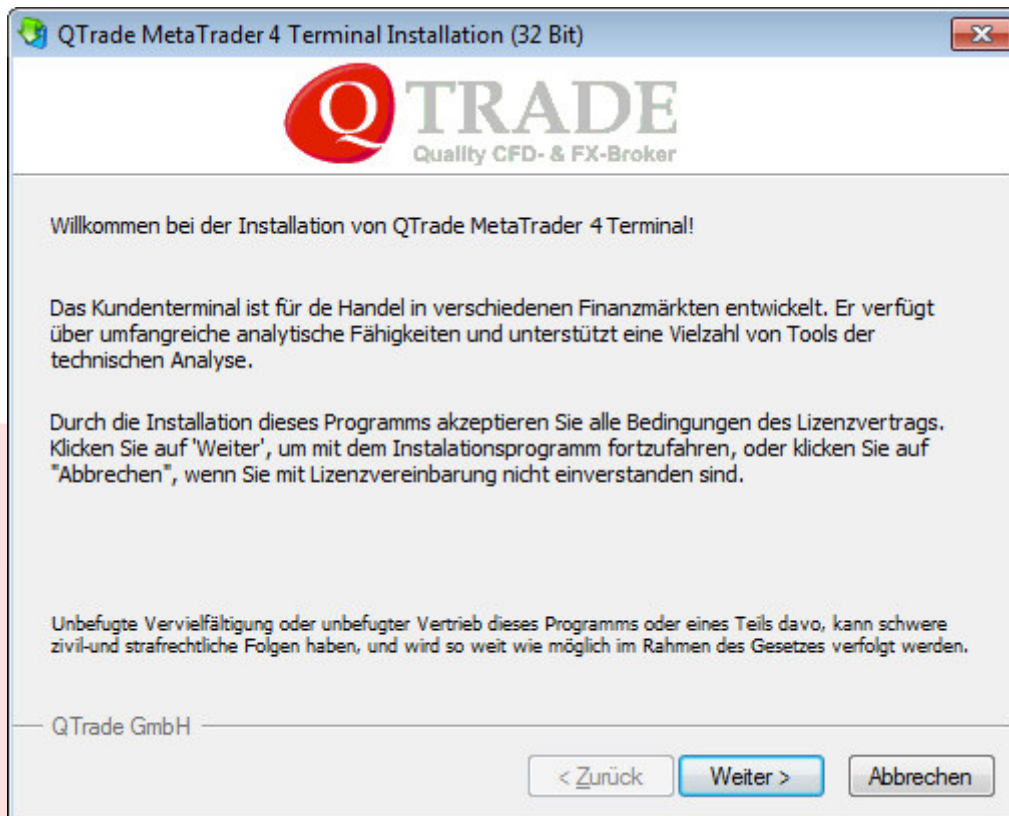 QTrade MetaTrader 4 Terminal Installation (32 Bit)
Q TRADE
Quality CFD- & FX-Broker
Willkommen bei der Installation von QTrade MetaTrader 4 Terminal!
Das Kundenterminal ist für de Handel in verschiedenen Finanzmärkten entwickelt. Er verfügt
über umfangreiche analytische Fähigkeiten und unterstützt eine Vielzahl von Tools der
technischen Analyse.
Durch die Installation dieses Programms akzeptieren Sie alle Bedingungen des Lizenzvertrags.
Klicken Sie auf 'Weiter', um mit dem Instalationsprogramm fortzufahren, oder klicken Sie auf
"Abbrechen", wenn Sie mit Lizenzvereinbarung nicht einverstanden sind.
Unbefugte Vervielfältigung oder unbefugter Vertrieb dieses Programms oder eines Teils davo, kann schwere
zivil-und strafrechtliche Folgen haben, und wird so weit wie möglich im Rahmen des Gesetzes verfolgt werden.
QTrade GmbH
< Zurück Weiter > Abbrechen